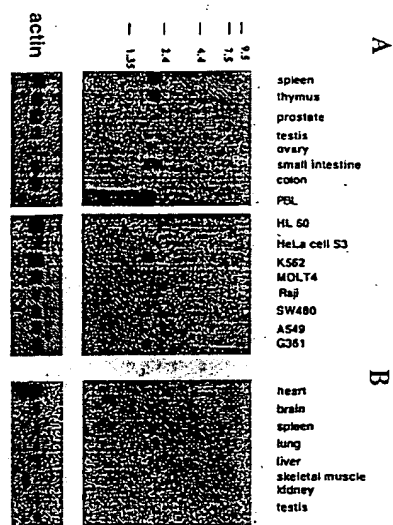 A
spleen
thymus
prostate
testis
ovary
small intestine
colon
PBL
HL 60
HeLa cell S3
K562
MOLT4
Raji
SW480
A549
G361
B
heart
brain
spleen
lung
liver
skeletal muscle
kidney
testis
9.5
7.5
4.4
2.4
1.35
actin